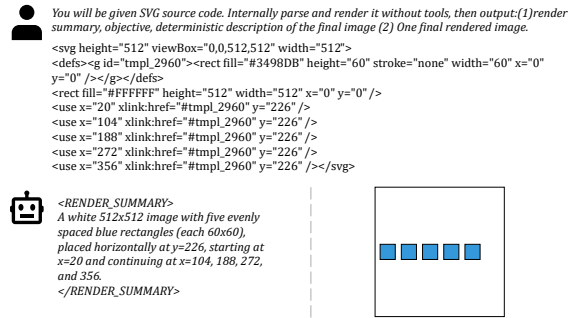 You will be given SVG source code. Internally parse and render it without tools, then output:(1)render
summary, objective, deterministic description of the final image (2) One final rendered image.
<svg height="512" viewBox="0,0,512,512" width="512">
<defs><g id="tmpl_2960"><rect fill="#3498DB" height="60" stroke="none" width="60" x="0"
y="0" /></g></defs>
<rect fill="#FFFFFF" height="512" width="512" x="0" y="0" />
<use x="20" xlink:href="#tmpl_2960" y="226" />
<use x="104" xlink:href="#tmpl_2960" y="226" />
<use x="188" xlink:href="#tmpl_2960" y="226" />
<use x="272" xlink:href="#tmpl_2960" y="226" />
<use x="356" xlink:href="#tmpl_2960" y="226" /></svg>
<RENDER_SUMMARY>
A white 512x512 image with five evenly
spaced blue rectangles (each 60x60),
placed horizontally at y=226, starting at
x=20 and continuing at x=104, 188, 272,
and 356.
</RENDER_SUMMARY>